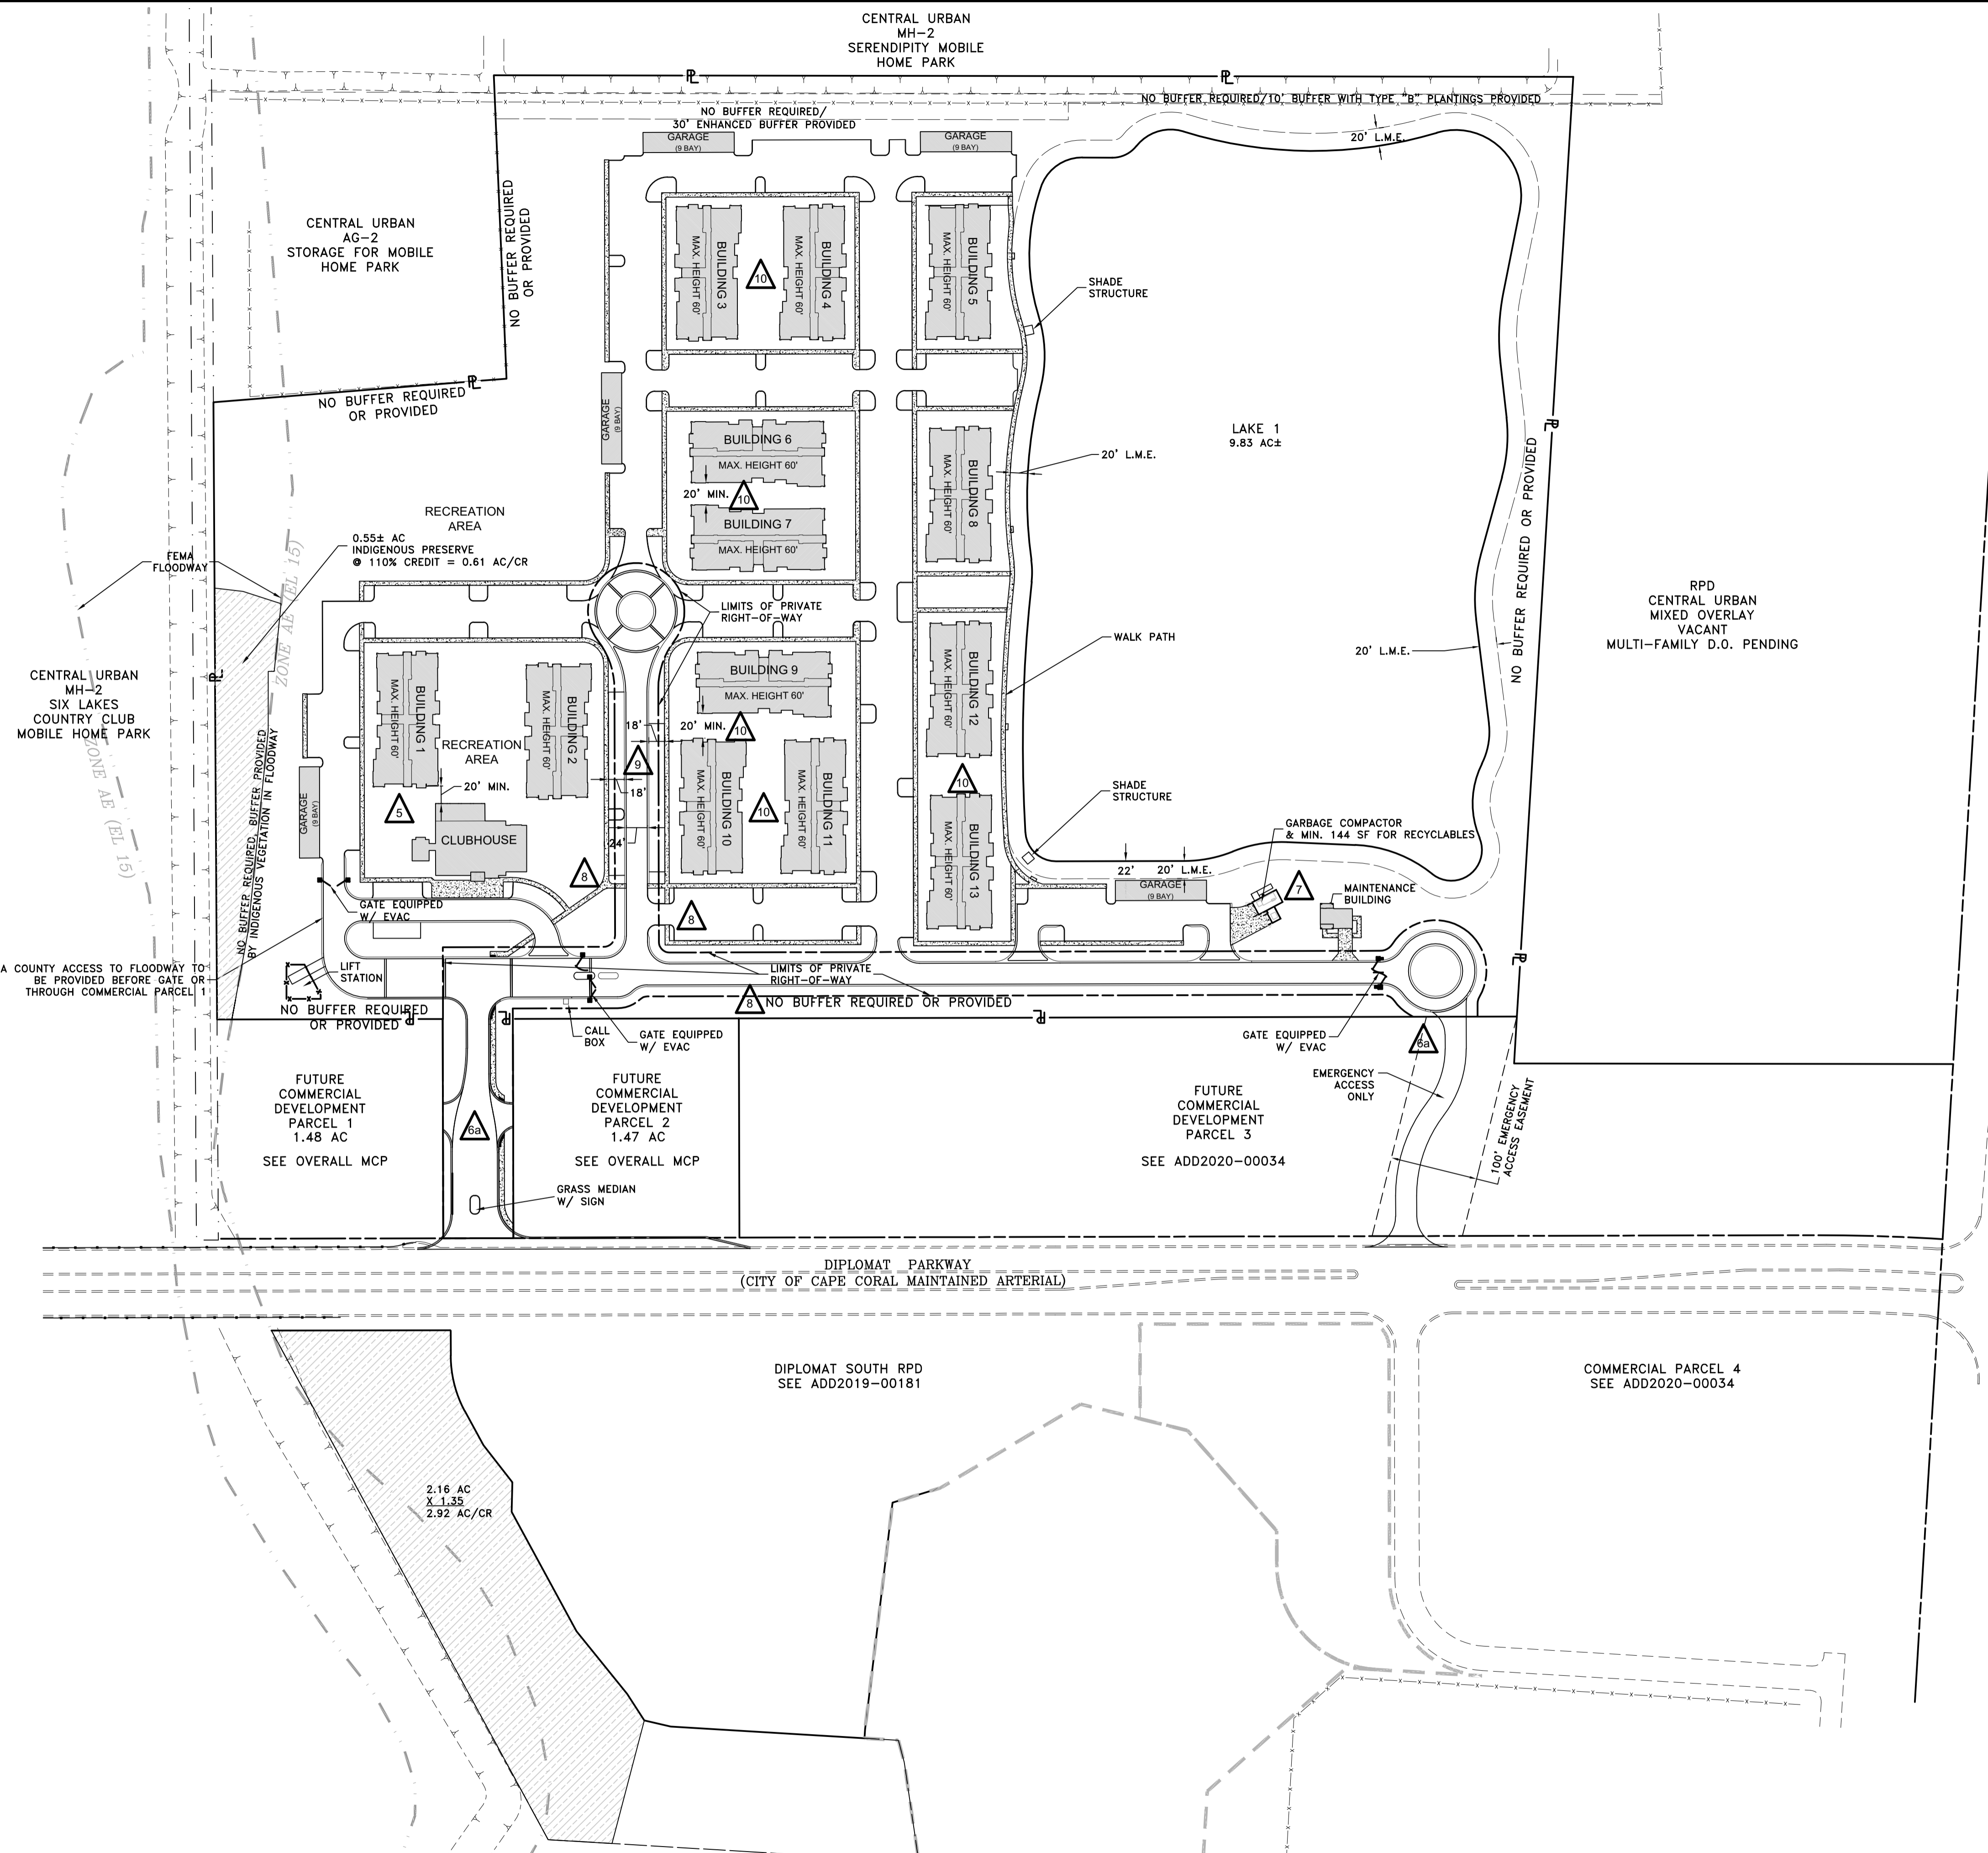 CENTRAL URBAN
MH-2
SERENDIPITY MOBILE
HOME PARK
PL
PL
NO BUFFER REQUIRED/
30' ENHANCED BUFFER PROVIDED
NO BUFFER REQUIRED/10' BUFFER WITH TYPE "B" PLANTINGS PROVIDED
GARAGE
(9 BAY)
GARAGE
(9 BAY)
20' L.M.E.
CENTRAL URBAN
AG-2
STORAGE FOR MOBILE
HOME PARK
NO BUFFER REQUIRED
OR PROVIDED
BUILDING 3
MAX. HEIGHT 60'
10
BUILDING 4
MAX. HEIGHT 60'
BUILDING 5
MAX. HEIGHT 60'
SHADE
STRUCTURE
PL
NO BUFFER REQUIRED
OR PROVIDED
GARAGE
(9 BAY)
BUILDING 6
MAX. HEIGHT 60'
20' MIN.
10
BUILDING 7
MAX. HEIGHT 60'
BUILDING 8
MAX. HEIGHT 60'
20' L.M.E.
LAKE 1
9.83 AC±
PL
NO BUFFER REQUIRED OR PROVIDED
RECREATION
AREA
0.55± AC
INDIGENOUS PRESERVE
@ 110% CREDIT = 0.61 AC/CR
FEMA
FLOODWAY
ZONE AE (EL 15)
LIMITS OF PRIVATE
RIGHT-OF-WAY
WALK PATH
20' L.M.E.
RPD
CENTRAL URBAN
MIXED OVERLAY
VACANT
MULTI-FAMILY D.O. PENDING
CENTRAL URBAN
MH-2
SIX LAKES
COUNTRY CLUB
MOBILE HOME PARK
PL
ZONE AE (EL 15)
NO BUFFER REQUIRED, BUFFER PROVIDED
BY INDIGENOUS VEGETATION IN FLOODWAY
BUILDING 1
MAX. HEIGHT 60'
RECREATION
AREA
BUILDING 2
MAX. HEIGHT 60'
BUILDING 9
MAX. HEIGHT 60'
20' MIN.
10
18'
9
18'
24'
BUILDING 10
MAX. HEIGHT 60'
10
BUILDING 11
MAX. HEIGHT 60'
BUILDING 12
MAX. HEIGHT 60'
10
BUILDING 13
MAX. HEIGHT 60'
GARAGE
(9 BAY)
20' MIN.
5
CLUBHOUSE
8
8
SHADE
STRUCTURE
GARBAGE COMPACTOR
& MIN. 144 SF FOR RECYCLABLES
22'
20' L.M.E.
GARAGE
(9 BAY)
7
MAINTENANCE
BUILDING
GATE EQUIPPED
W/ EVAC
A COUNTY ACCESS TO FLOODWAY TO
BE PROVIDED BEFORE GATE OR
THROUGH COMMERCIAL PARCEL 1
LIFT
STATION
LIMITS OF PRIVATE
RIGHT-OF-WAY
PL
NO BUFFER REQUIRED
OR PROVIDED
PL
PL
8
NO BUFFER REQUIRED OR PROVIDED
PL
CALL
BOX
GATE EQUIPPED
W/ EVAC
GATE EQUIPPED
W/ EVAC
6a
FUTURE
COMMERCIAL
DEVELOPMENT
PARCEL 1
1.48 AC
SEE OVERALL MCP
6a
FUTURE
COMMERCIAL
DEVELOPMENT
PARCEL 2
1.47 AC
SEE OVERALL MCP
FUTURE
COMMERCIAL
DEVELOPMENT
PARCEL 3
SEE ADD2020-00034
EMERGENCY
ACCESS
ONLY
100' EMERGENCY
ACCESS EASEMENT
GRASS MEDIAN
W/ SIGN
DIPLOMAT PARKWAY
(CITY OF CAPE CORAL MAINTAINED ARTERIAL)
DIPLOMAT SOUTH RPD
SEE ADD2019-00181
COMMERCIAL PARCEL 4
SEE ADD2020-00034
2.16 AC
X 1.35
2.92 AC/CR